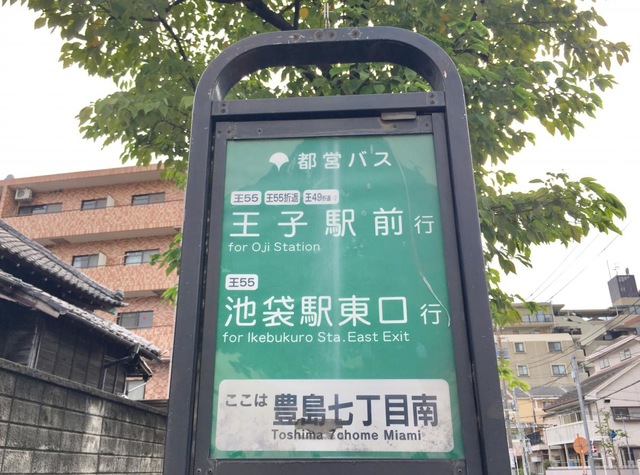 都営バス
王55 王55折返 王49折返
王子駅前 行
for Oji Station
王55
池袋駅東口 行
for Ikebukuro Sta. East Exit
ここは 豊島七丁目南
Toshima 7chome Miami